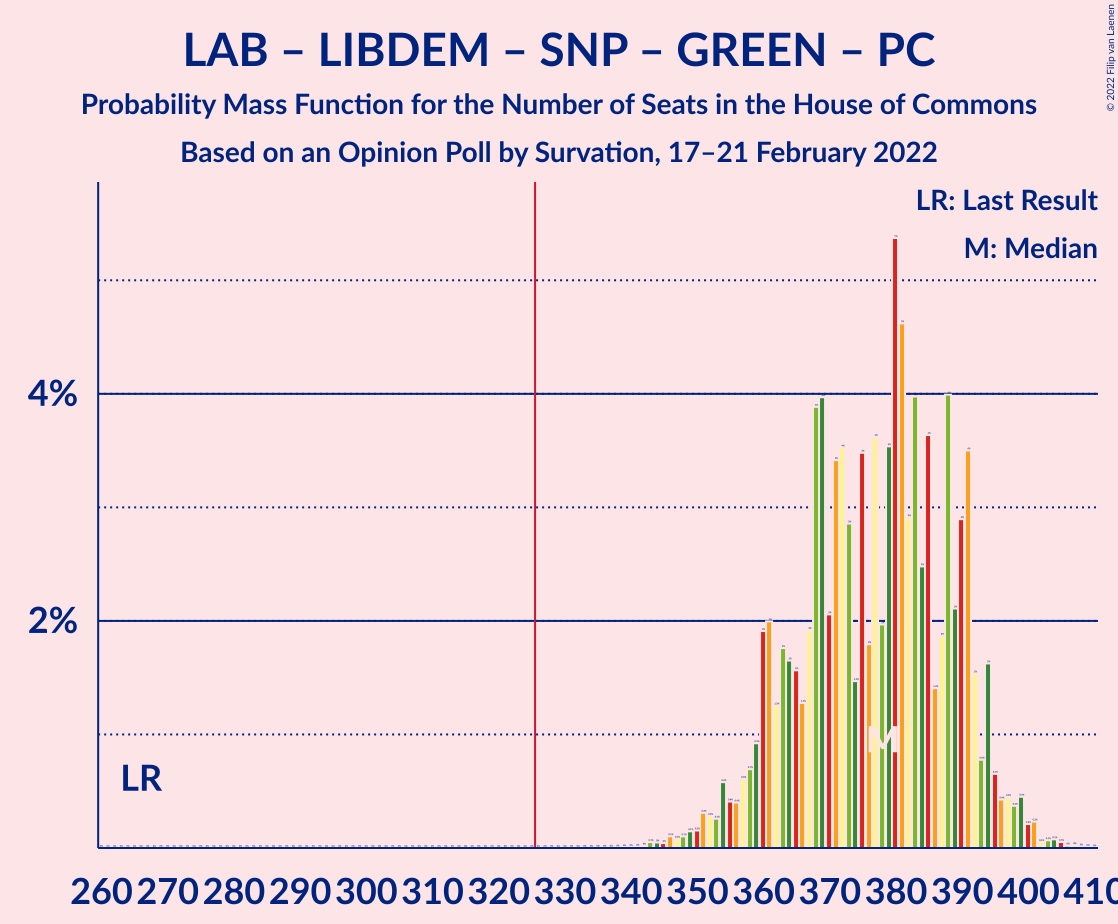 LAB – LIBDEM – SNP – GREEN – PC
Probability Mass Function for the Number of Seats in the House of Commons
Based on an Opinion Poll by Survation, 17–21 February 2022
© 2022 Filip van Laenen
LR: Last Result
M: Median
4%
2%
LR
M
260 270 280 290 300 310 320 330 340 350 360 370 380 390 400 410